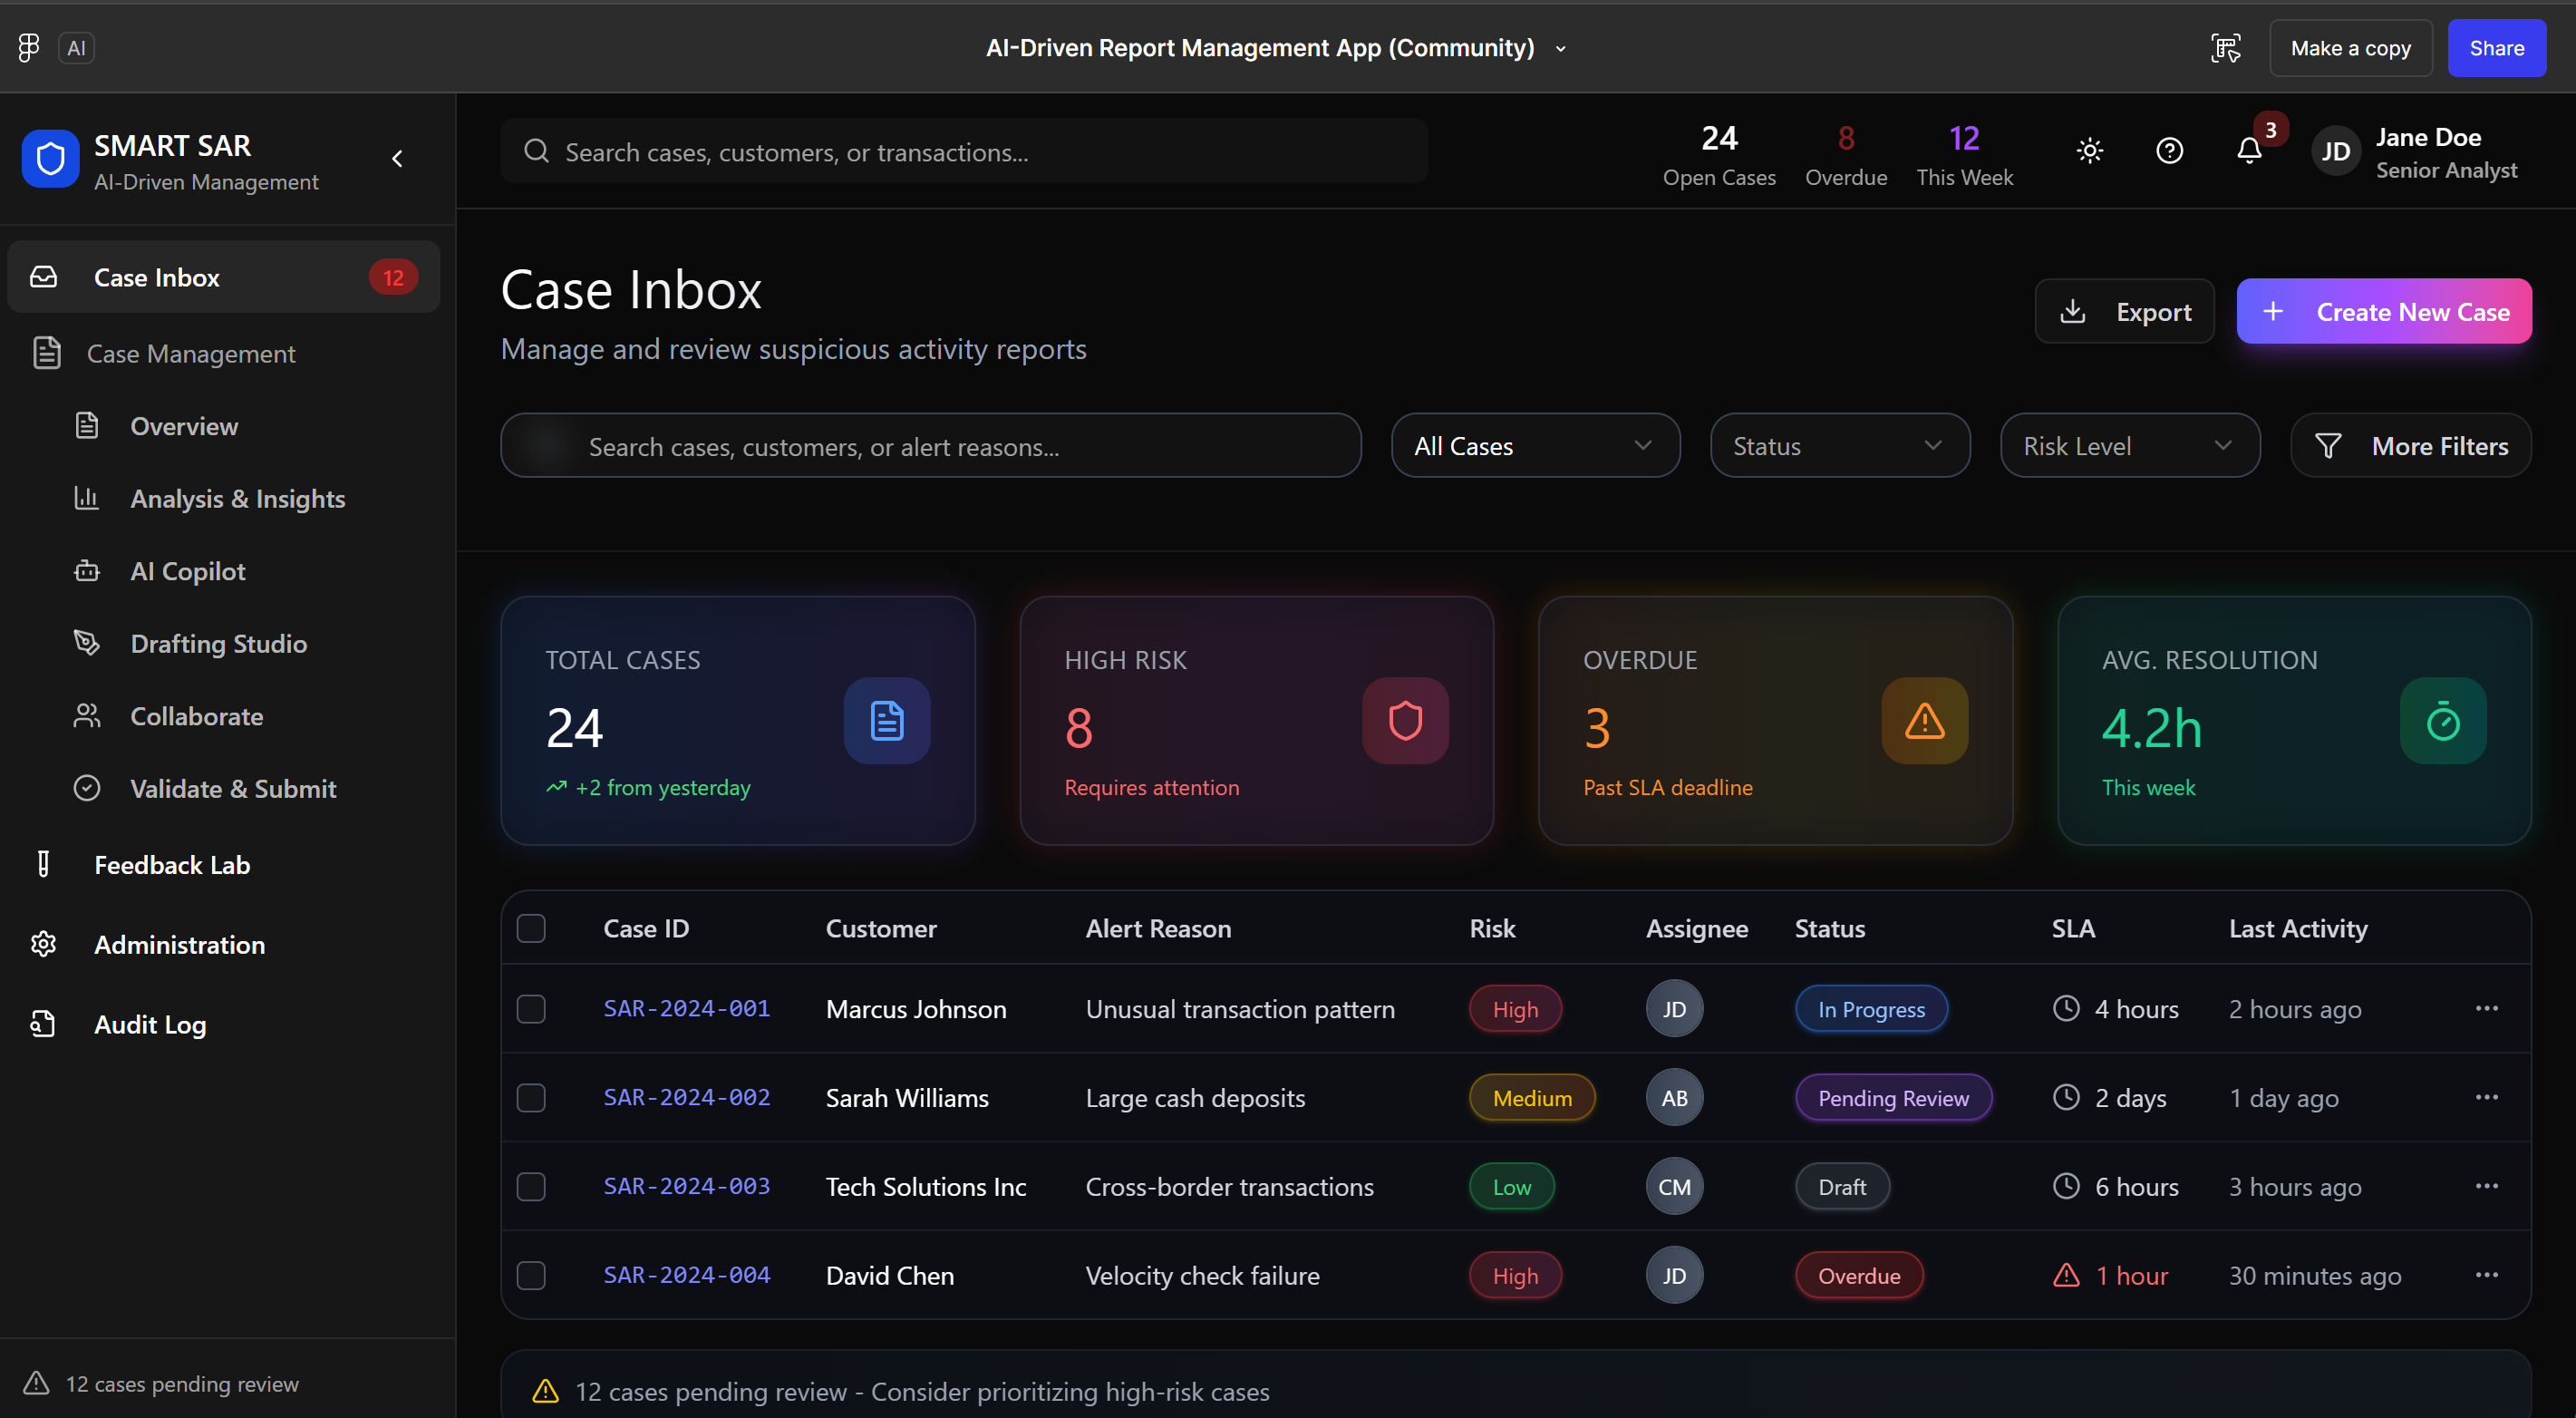 AI
AI-Driven Report Management App (Community)
Make a copy
Share
SMART SAR
AI-Driven Management
Case Inbox
12
Case Management
Overview
Analysis & Insights
AI Copilot
Drafting Studio
Collaborate
Validate & Submit
Feedback Lab
Administration
Audit Log
12 cases pending review
Search cases, customers, or transactions...
24
Open Cases
8
Overdue
12
This Week
3
JD
Jane Doe
Senior Analyst
Case Inbox
Manage and review suspicious activity reports
Export
Create New Case
Search cases, customers, or alert reasons...
All Cases
Status
Risk Level
More Filters
TOTAL CASES
24
+2 from yesterday
HIGH RISK
8
Requires attention
OVERDUE
3
Past SLA deadline
AVG. RESOLUTION
4.2h
This week
Case ID Customer Alert Reason Risk Assignee Status SLA Last Activity
SAR-2024-001 Marcus Johnson Unusual transaction pattern High JD In Progress 4 hours 2 hours ago
SAR-2024-002 Sarah Williams Large cash deposits Medium AB Pending Review 2 days 1 day ago
SAR-2024-003 Tech Solutions Inc Cross-border transactions Low CM Draft 6 hours 3 hours ago
SAR-2024-004 David Chen Velocity check failure High JD Overdue 1 hour 30 minutes ago
12 cases pending review - Consider prioritizing high-risk cases